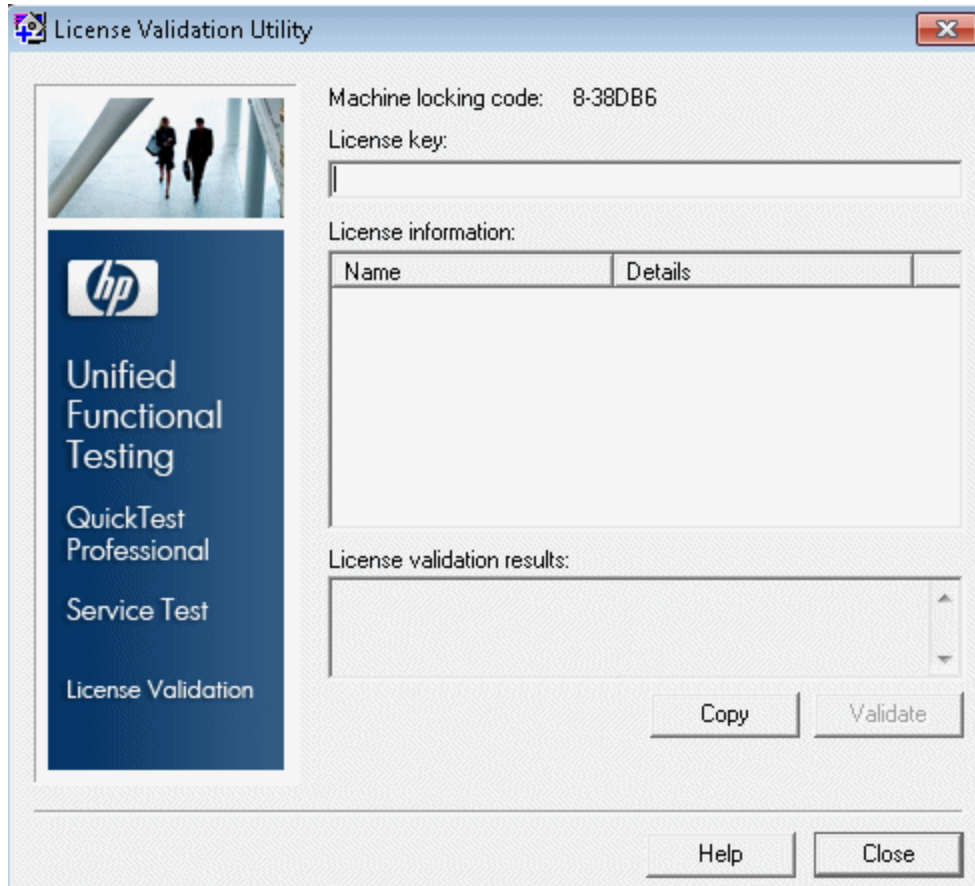 License Validation Utility
Machine locking code: 8-38DB6
License key:
License information:
Name Details
hp
Unified
Functional
Testing
QuickTest
Professional
Service Test
License Validation
License validation results:
Copy Validate
Help Close